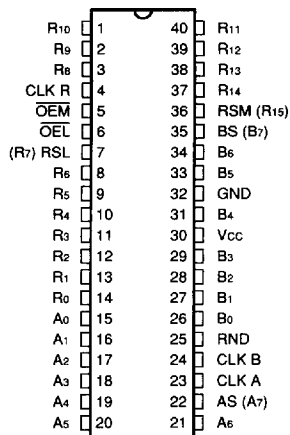 R10 1 40 R11
R9 2 39 R12
R8 3 38 R13
CLK R 4 37 R14
OEM 5 36 RSM (R15)
OEL 6 35 BS (B7)
(R7) RSL 7 34 B6
R6 8 33 B5
R5 9 32 GND
R4 10 31 B4
R3 11 30 VCC
R2 12 29 B3
R1 13 28 B2
R0 14 27 B1
A0 15 26 B0
A1 16 25 RND
A2 17 24 CLK B
A3 18 23 CLK A
A4 19 22 AS (A7)
A5 20 21 A6